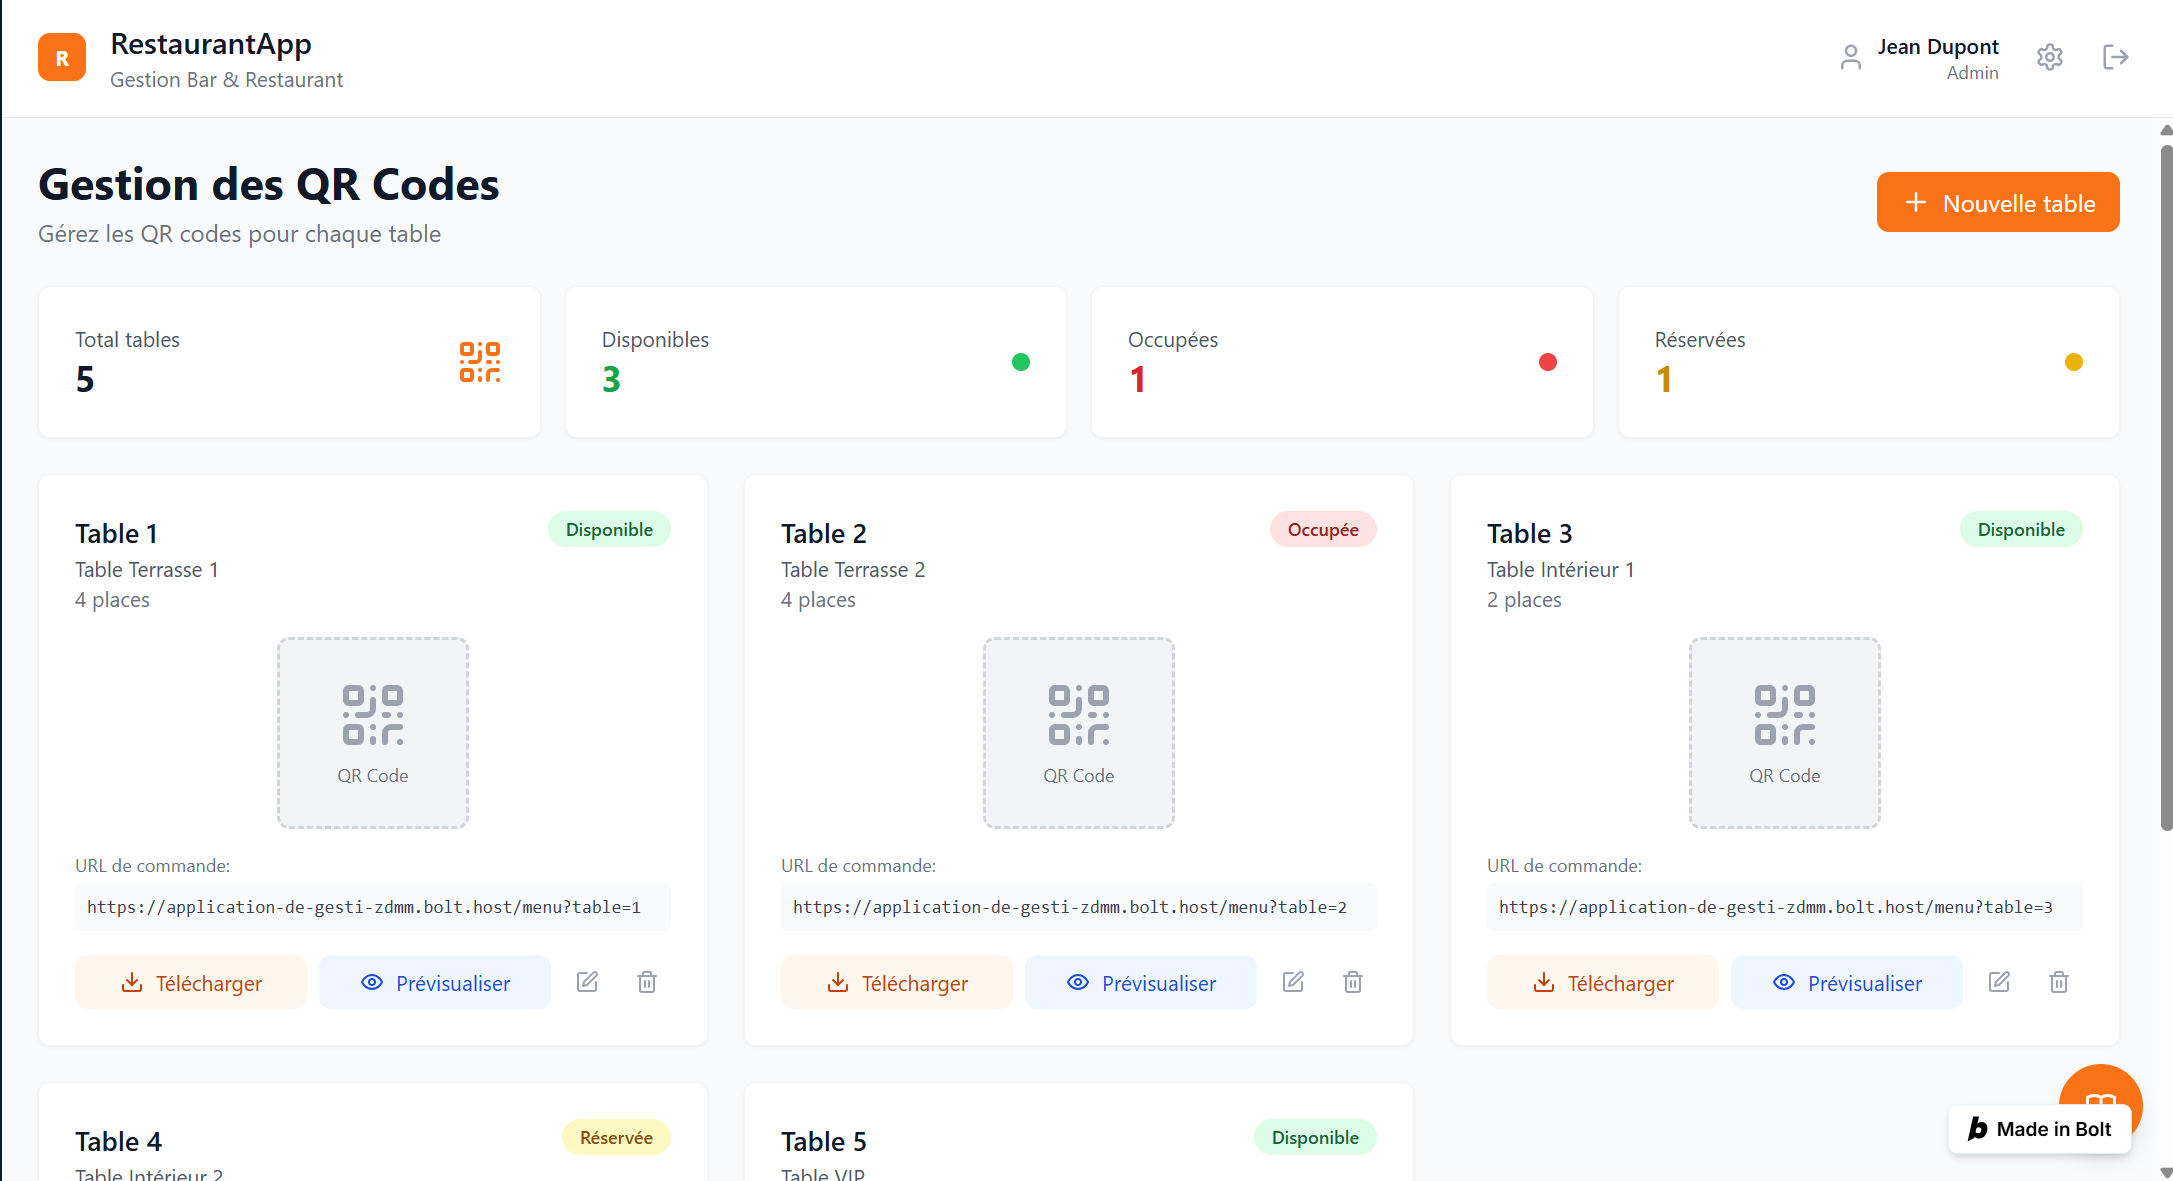 R
RestaurantApp
Gestion Bar & Restaurant
Jean Dupont
Admin
Gestion des QR Codes
Gérez les QR codes pour chaque table
+ Nouvelle table
Total tables
5
Disponibles
3
Occupées
1
Réservées
1
Table 1
Disponible
Table Terrasse 1
4 places
QR Code
URL de commande:
https://application-de-gesti-zdmm.bolt.host/menu?table=1
Télécharger
Prévisualiser
Table 2
Occupée
Table Terrasse 2
4 places
QR Code
URL de commande:
https://application-de-gesti-zdmm.bolt.host/menu?table=2
Télécharger
Prévisualiser
Table 3
Disponible
Table Intérieur 1
2 places
QR Code
URL de commande:
https://application-de-gesti-zdmm.bolt.host/menu?table=3
Télécharger
Prévisualiser
Table 4
Réservée
Table Intérieur 2
Table 5
Disponible
Table VIP
b Made in Bolt